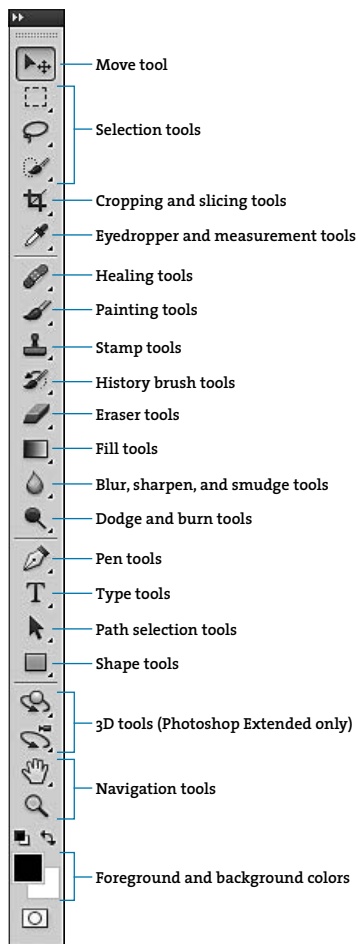 Move tool
Selection tools
Cropping and slicing tools
Eyedropper and measurement tools
Healing tools
Painting tools
Stamp tools
History brush tools
Eraser tools
Fill tools
Blur, sharpen, and smudge tools
Dodge and burn tools
Pen tools
T
Type tools
Path selection tools
Shape tools
3D tools (Photoshop Extended only)
Navigation tools
Foreground and background colors